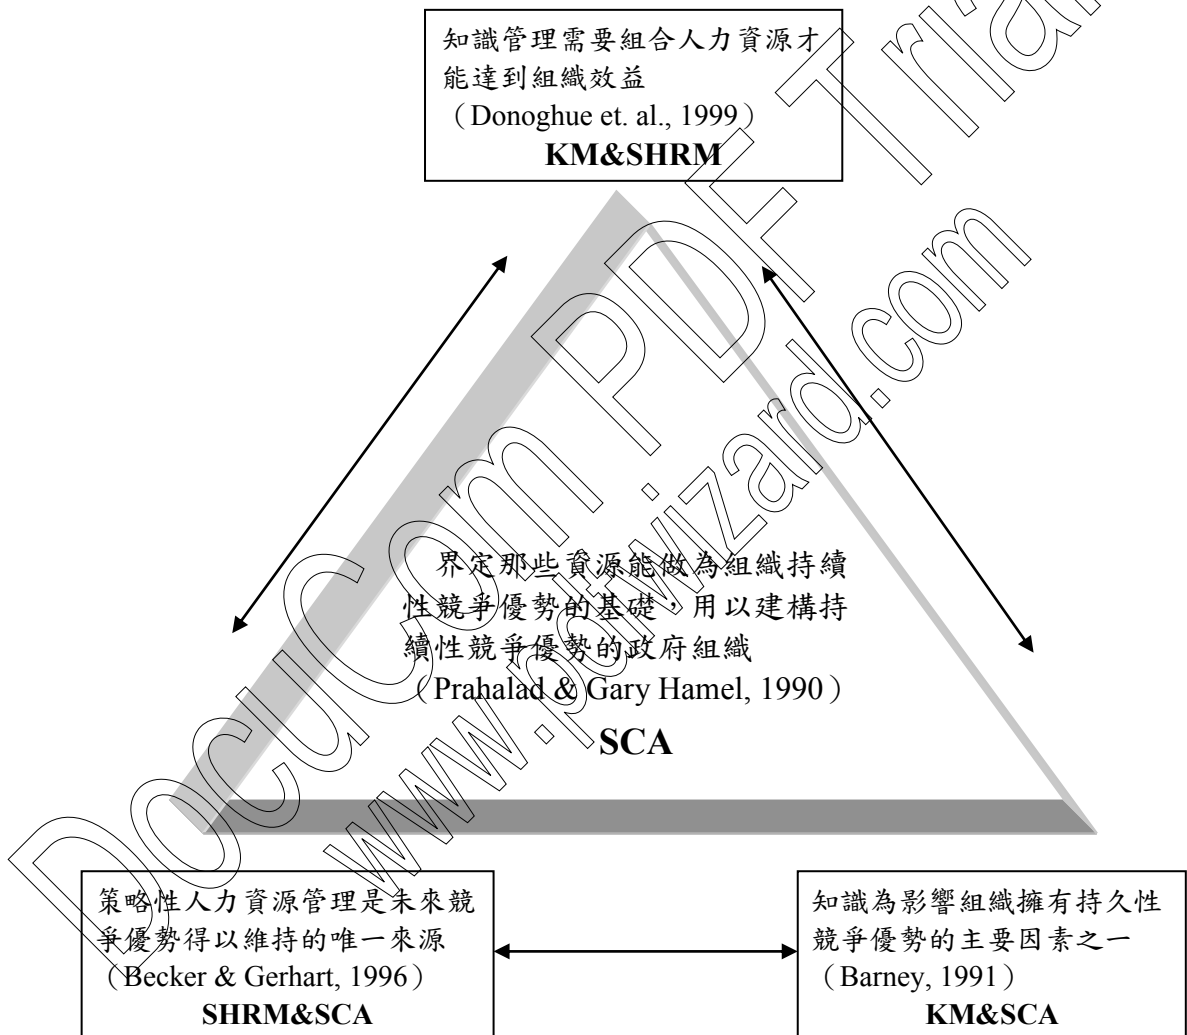 知識管理需要組合人力資源才
能達到組織效益
（Donoghue et. al., 1999）
KM&SHRM
界定那些資源能做為組織持續
性競爭優勢的基礎，用以建構持
續性競爭優勢的政府組織
（Prahalad & Gary Hamel, 1990）
SCA
策略性人力資源管理是未來競
爭優勢得以維持的唯一來源
（Becker & Gerhart, 1996）
SHRM&SCA
知識為影響組織擁有持久性
競爭優勢的主要因素之一
（Barney, 1991）
KM&SCA
DocuCom PDF Trial
www.pdfwizard.com